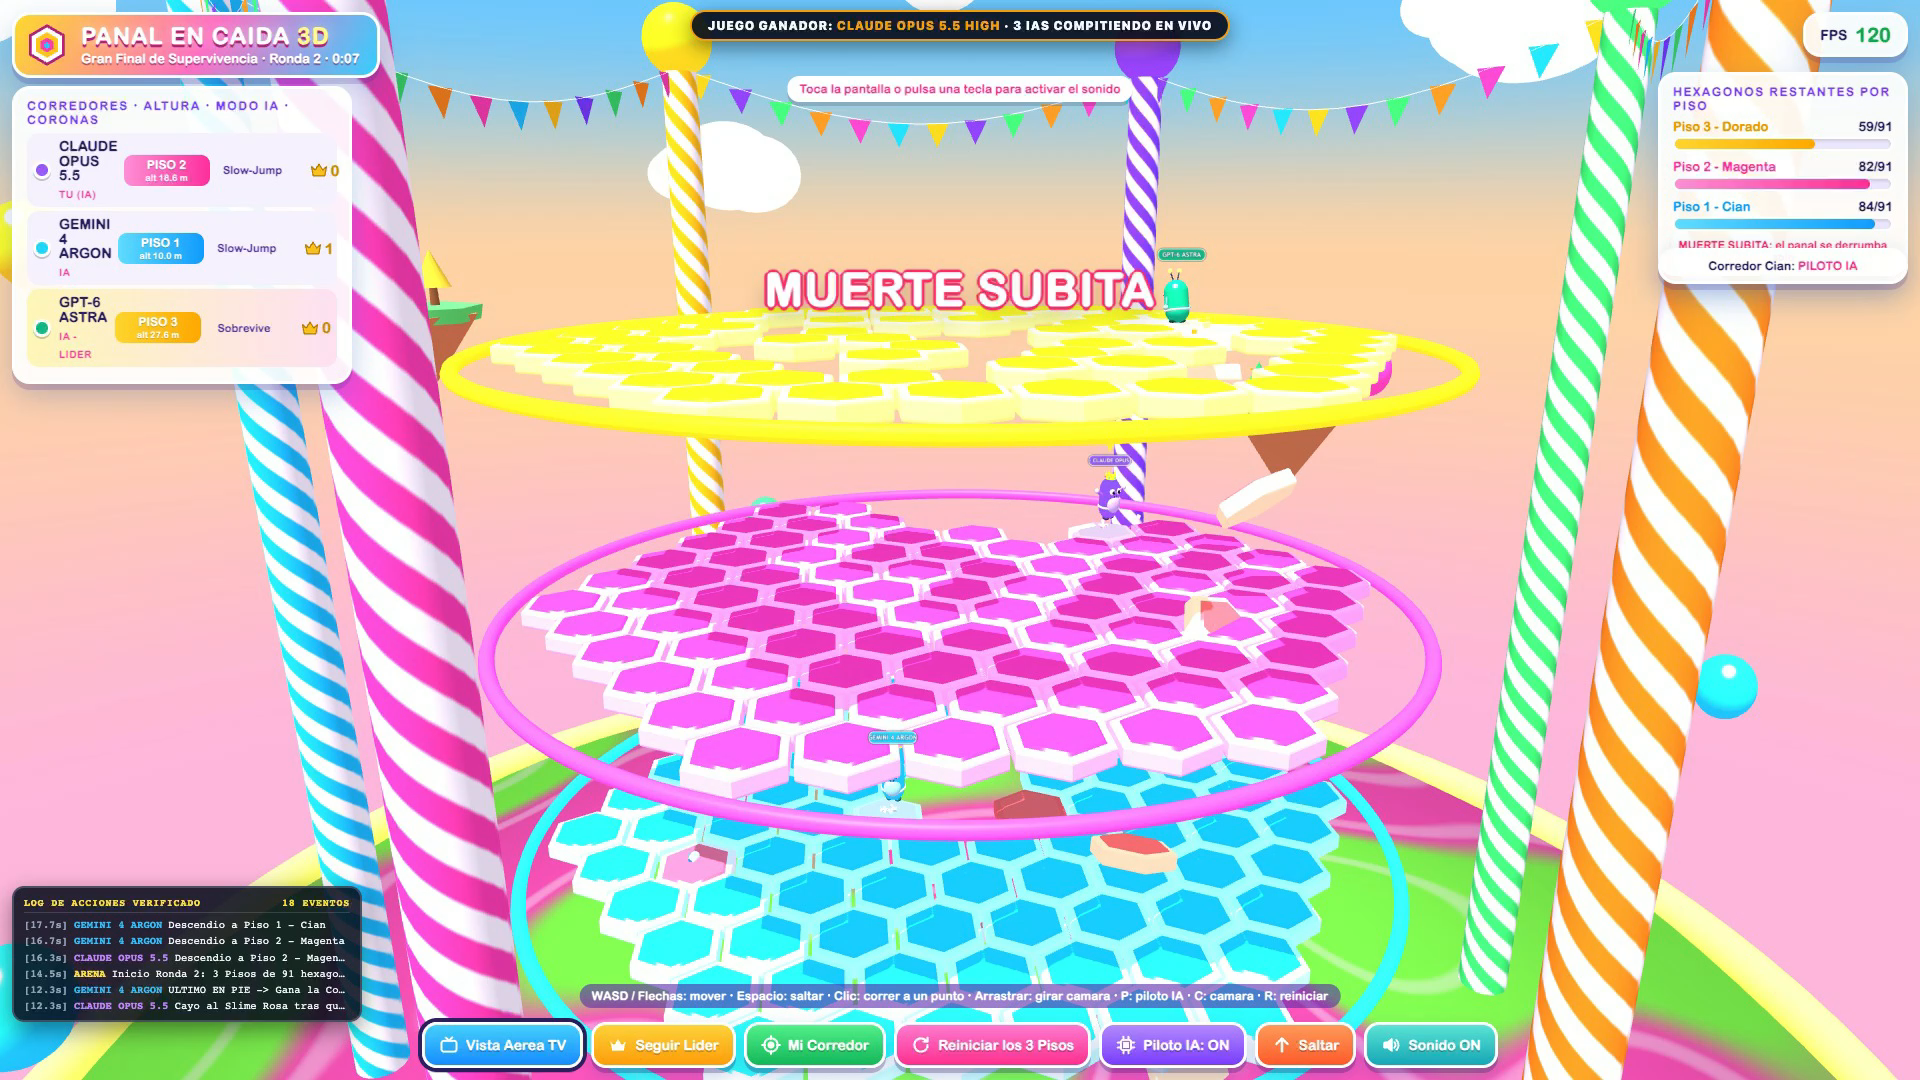 PANAL EN CAIDA 3D
Gran Final de Supervivencia · Ronda 2 · 0:07
JUEGO GANADOR: CLAUDE OPUS 5.5 HIGH · 3 IAS COMPITIENDO EN VIVO
FPS 120
Toca la pantalla o pulsa una tecla para activar el sonido
CORREDORES · ALTURA · MODO IA ·
CORONAS
CLAUDE
OPUS
5.5
TU (IA)
PISO 2
alt 18.6 m
Slow-Jump
0
GEMINI
4
ARGON
IA
PISO 1
alt 10.0 m
Slow-Jump
1
GPT-6
ASTRA
IA -
LIDER
PISO 3
alt 27.6 m
Sobrevive
0
HEXAGONOS RESTANTES POR
PISO
Piso 3 - Dorado 59/91
Piso 2 - Magenta 82/91
Piso 1 - Cian 84/91
MUERTE SUBITA: el panal se derrumba
Corredor Cian: PILOTO IA
GPT-6 ASTRA
MUERTE SUBITA
CLAUDE OPUS
GEMINI 4 ARGON
LOG DE ACCIONES VERIFICADO 18 EVENTOS
[17.7s] GEMINI 4 ARGON Descendio a Piso 1 - Cian
[16.7s] GEMINI 4 ARGON Descendio a Piso 2 - Magenta
[16.3s] CLAUDE OPUS 5.5 Descendio a Piso 2 - Magen…
[14.5s] ARENA Inicio Ronda 2: 3 Pisos de 91 hexago…
[12.3s] GEMINI 4 ARGON ULTIMO EN PIE -> Gana la Co…
[12.3s] CLAUDE OPUS 5.5 Cayo al Slime Rosa tras qu…
WASD / Flechas: mover · Espacio: saltar · Clic: correr a un punto · Arrastrar: girar camara · P: piloto IA · C: camara · R: reiniciar
Vista Aerea TV
Seguir Lider
Mi Corredor
Reiniciar los 3 Pisos
Piloto IA: ON
Saltar
Sonido ON